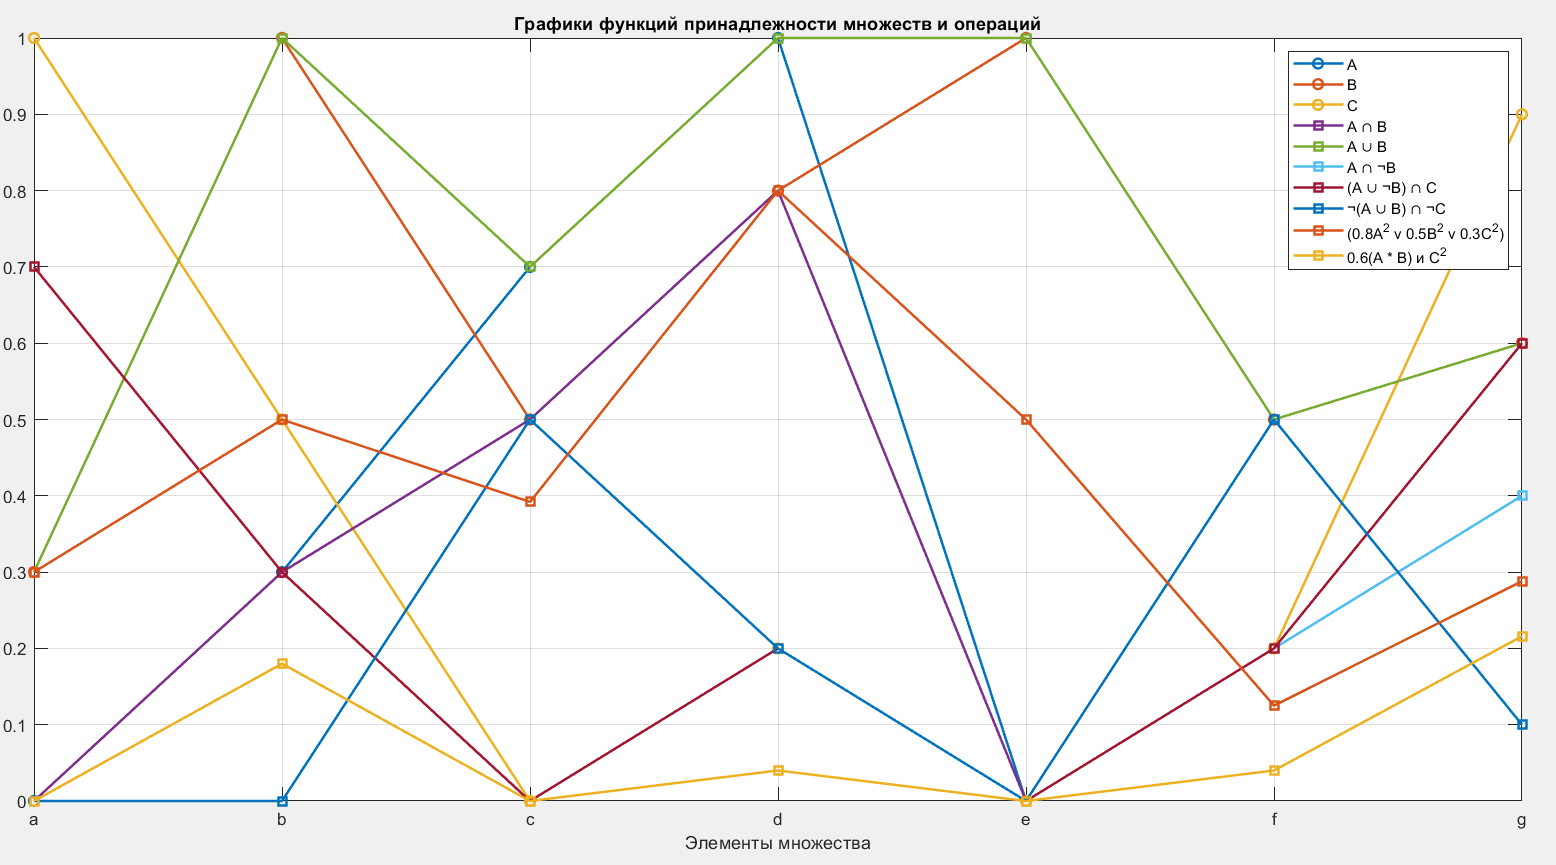 Графики функций принадлежности множеств и операций
1
0.9
0.8
0.7
0.6
0.5
0.4
0.3
0.2
0.1
0
A
B
C
A ∩ B
A ∪ B
A ∩ ¬B
(A ∪ ¬B) ∩ C
¬(A ∪ B) ∩ ¬C
(0.8A² v 0.5B² v 0.3C²)
0.6(A * B) и C²
a b c d e f g
Элементы множества